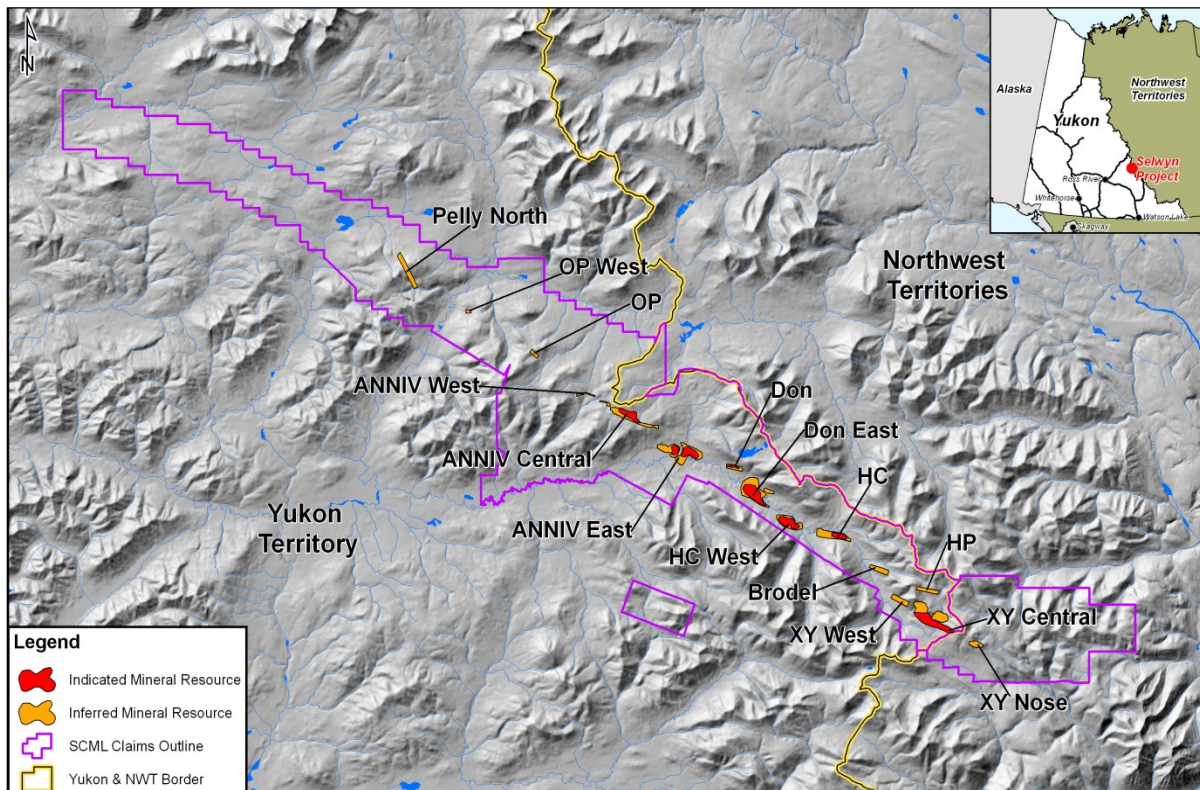 N
Alaska
Northwest
Territories
Yukon
Selwyn
Project
Ross River
Whitehorse
Watson Lake
Skagway
Pelly North
OP West
OP
Northwest
Territories
ANNIV West
Don
Don East
ANNIV Central
HC
Yukon
Territory
ANNIV East
HC West
HP
Brodel
XY Central
XY West
XY Nose
Legend
Indicated Mineral Resource
Inferred Mineral Resource
SCML Claims Outline
Yukon & NWT Border